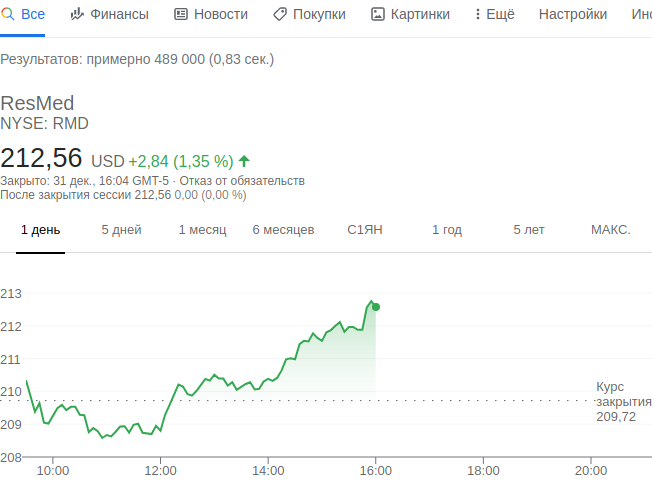 Все Финансы Новости Покупки Картинки Ещё Настройки Инс
Результатов: примерно 489 000 (0,83 сек.)
ResMed
NYSE: RMD
212,56 USD +2,84 (1,35 %)
Закрыто: 31 дек., 16:04 GMT-5 · Отказ от обязательств
После закрытия сессии 212,56 0,00 (0,00 %)
1 день 5 дней 1 месяц 6 месяцев С1ЯН 1 год 5 лет МАКС.
213
212
211
210
209
208
Курс
закрытия
209,72
10:00 12:00 14:00 16:00 18:00 20:00